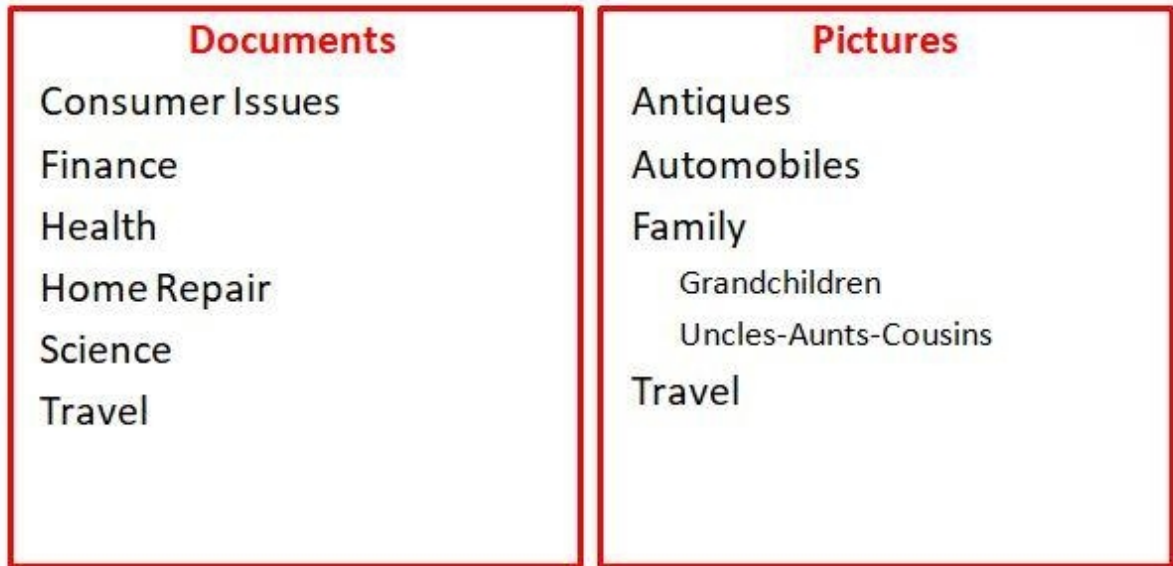 Documents
Consumer Issues
Finance
Health
Home Repair
Science
Travel
Pictures
Antiques
Automobiles
Family
Grandchildren
Uncles-Aunts-Cousins
Travel